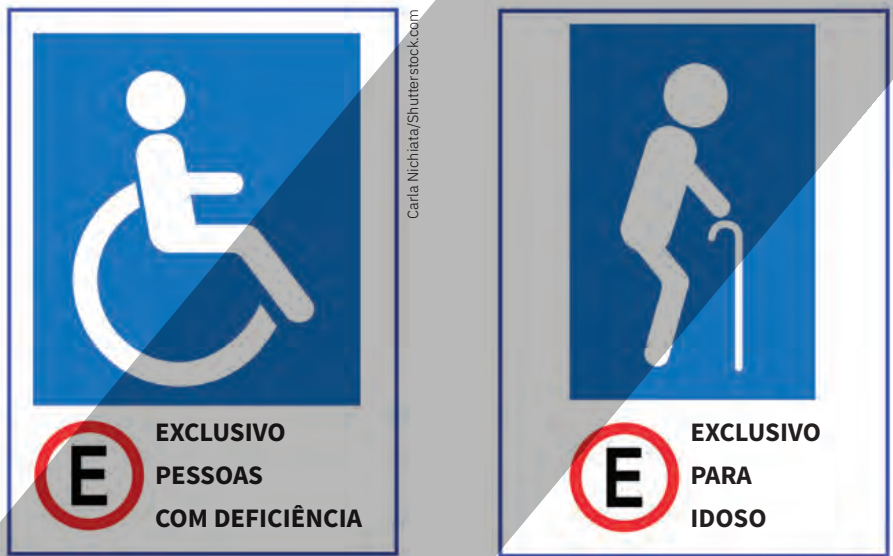 Carla Nichiata/Shutterstock.com
E
EXCLUSIVO
PESSOAS
COM DEFICIÊNCIA
E
EXCLUSIVO
PARA
IDOSO